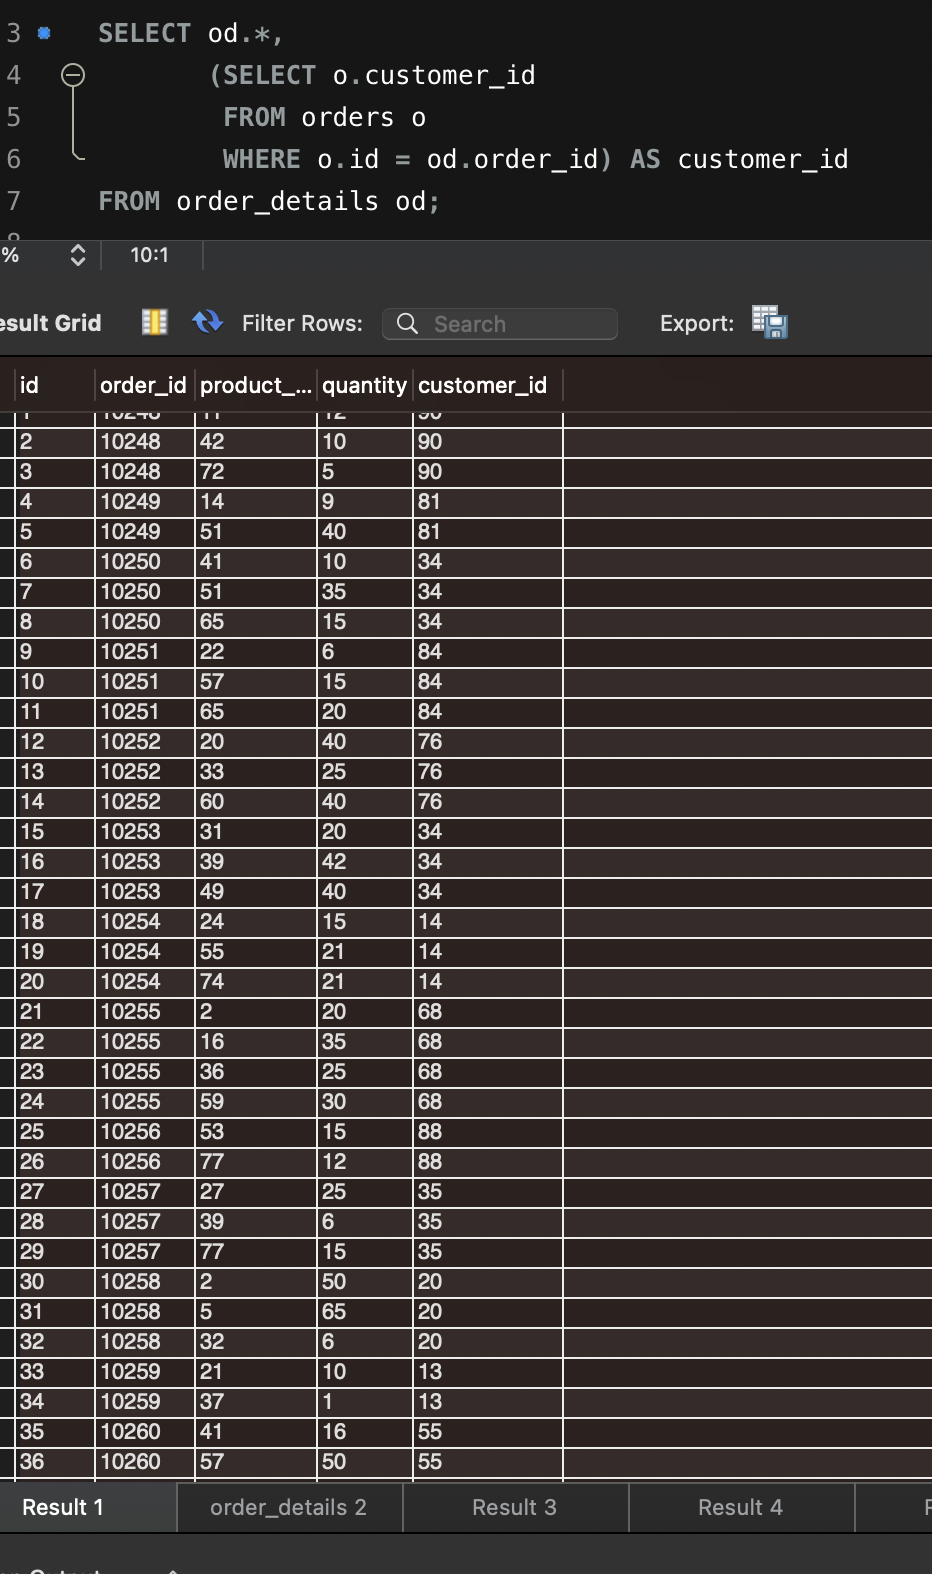 3 SELECT od.*,
4 (SELECT o.customer_id
5 FROM orders o
6 WHERE o.id = od.order_id) AS customer_id
7 FROM order_details od;
% 10:1
esult Grid Filter Rows: Search Export:
id order_id product_... quantity customer_id
1 10248 11 12 90
2 10248 42 10 90
3 10248 72 5 90
4 10249 14 9 81
5 10249 51 40 81
6 10250 41 10 34
7 10250 51 35 34
8 10250 65 15 34
9 10251 22 6 84
10 10251 57 15 84
11 10251 65 20 84
12 10252 20 40 76
13 10252 33 25 76
14 10252 60 40 76
15 10253 31 20 34
16 10253 39 42 34
17 10253 49 40 34
18 10254 24 15 14
19 10254 55 21 14
20 10254 74 21 14
21 10255 2 20 68
22 10255 16 35 68
23 10255 36 25 68
24 10255 59 30 68
25 10256 53 15 88
26 10256 77 12 88
27 10257 27 25 35
28 10257 39 6 35
29 10257 77 15 35
30 10258 2 50 20
31 10258 5 65 20
32 10258 32 6 20
33 10259 21 10 13
34 10259 37 1 13
35 10260 41 16 55
36 10260 57 50 55
Result 1 order_details 2 Result 3 Result 4